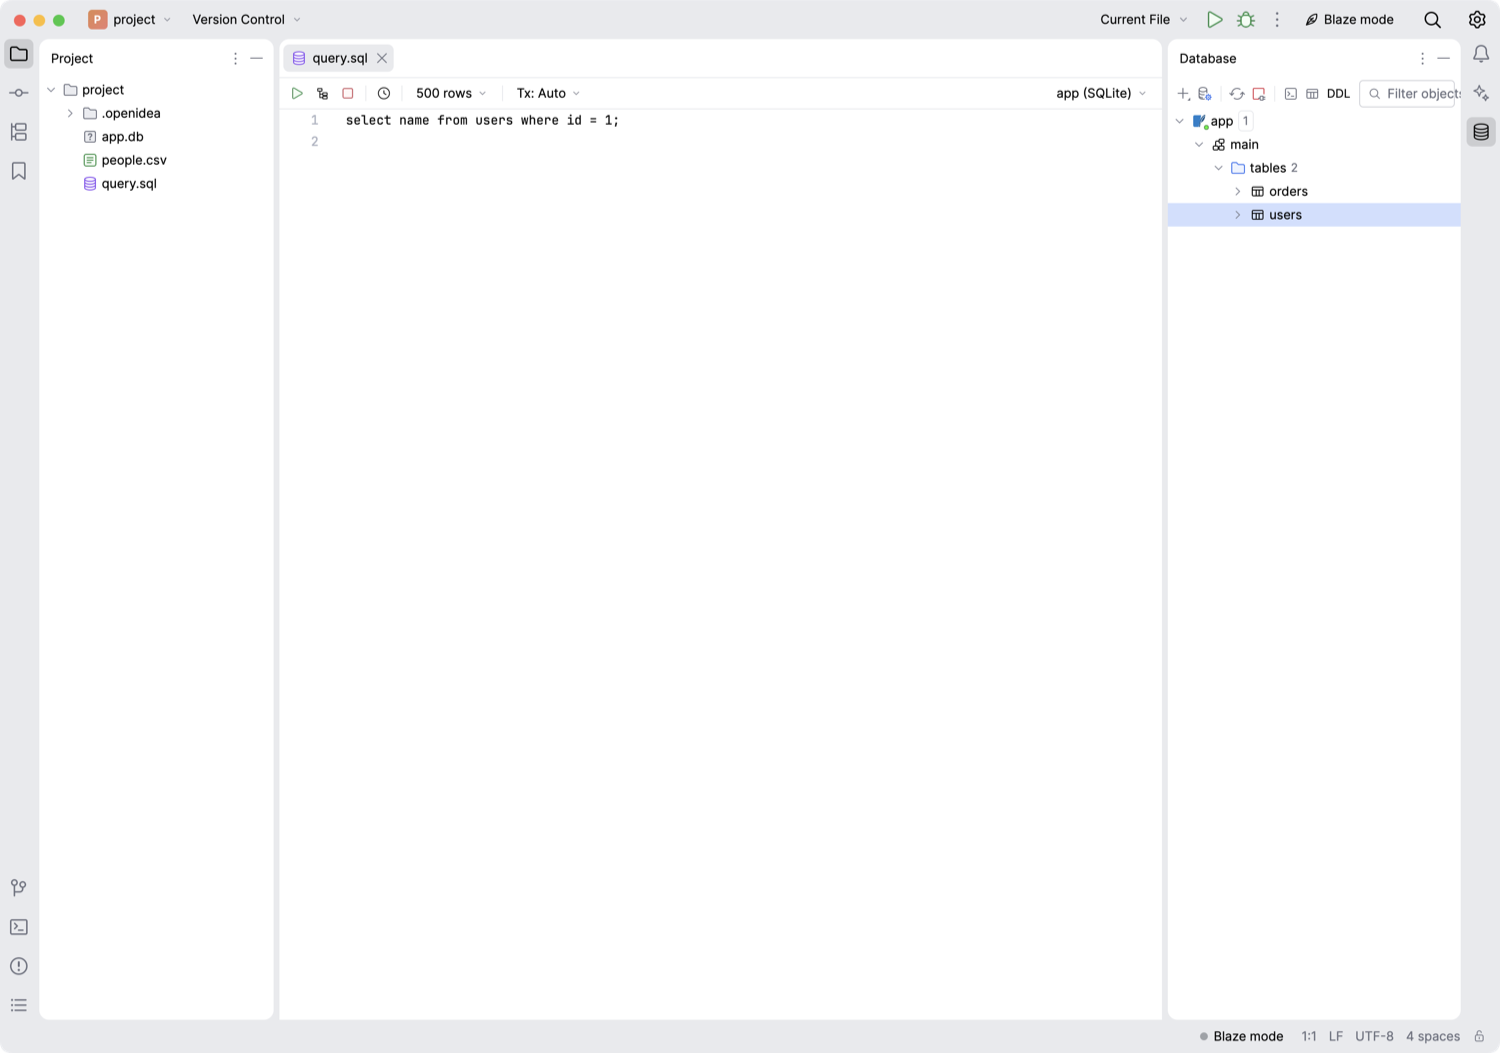 P project Version Control Current File Blaze mode
Project
project
.openidea
app.db
people.csv
query.sql
query.sql
500 rows Tx: Auto app (SQLite)
1 select name from users where id = 1;
2
Database
DDL Filter objects
app 1
main
tables 2
orders
users
Blaze mode 1:1 LF UTF-8 4 spaces